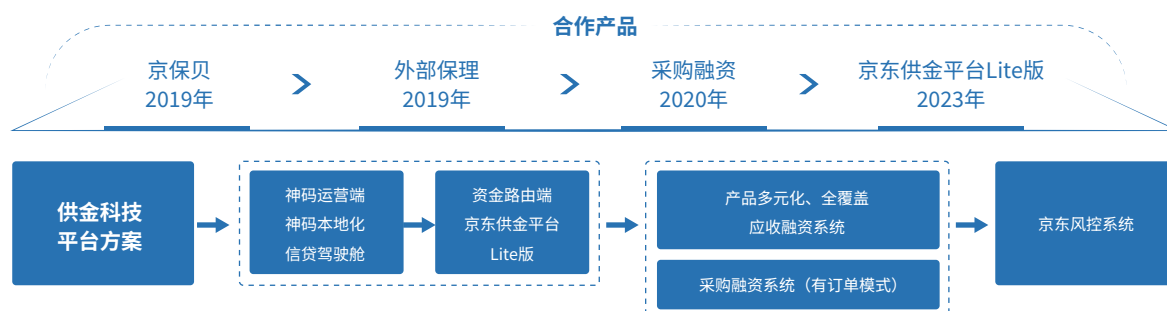 合作产品
京保贝
2019年
外部保理
2019年
采购融资
2020年
京东供金平台Lite版
2023年
供金科技
平台方案
神码运营端
神码本地化
信贷驾驶舱
资金路由端
京东供金平台
Lite版
产品多元化、全覆盖
应收融资系统
采购融资系统（有订单模式）
京东风控系统